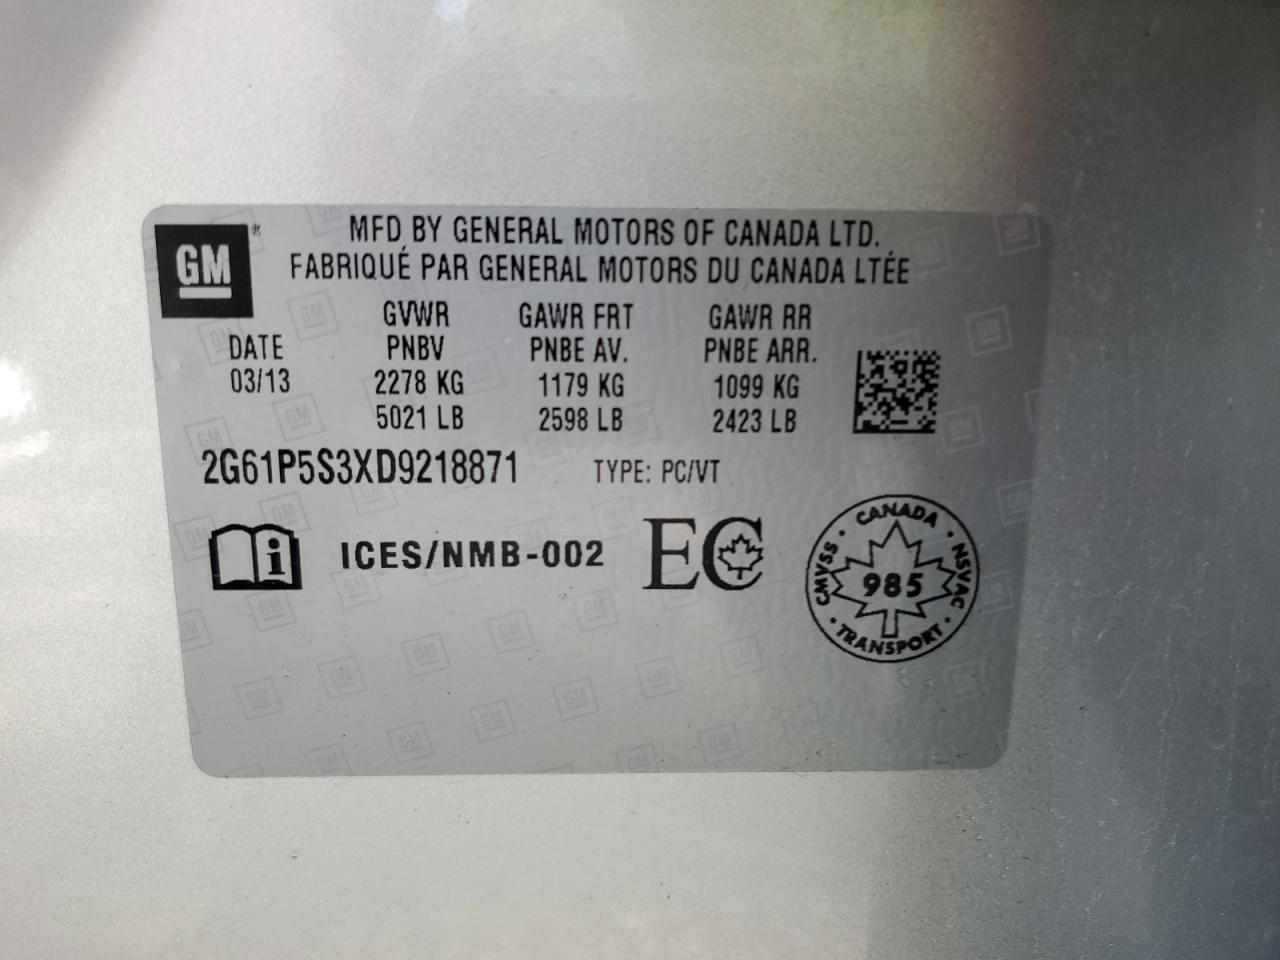 GM®
MFD BY GENERAL MOTORS OF CANADA LTD.
FABRIQUÉ PAR GENERAL MOTORS DU CANADA LTÉE
GVWR GAWR FRT GAWR RR
DATE PNBV PNBE AV. PNBE ARR.
03/13 2278 KG 1179 KG 1099 KG
5021 LB 2598 LB 2423 LB
2G61P5S3XD9218871 TYPE: PC/VT
i ICES/NMB-002 EC
CANADA
CMVSS 985 NSVAC
TRANSPORT